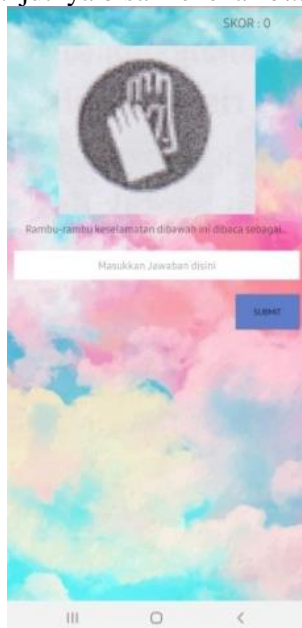 SKOR : 0
Rambu-rambu keselamatan dibawah ini dibaca sebagai...
Masukkan Jawaban disini
SUBMIT